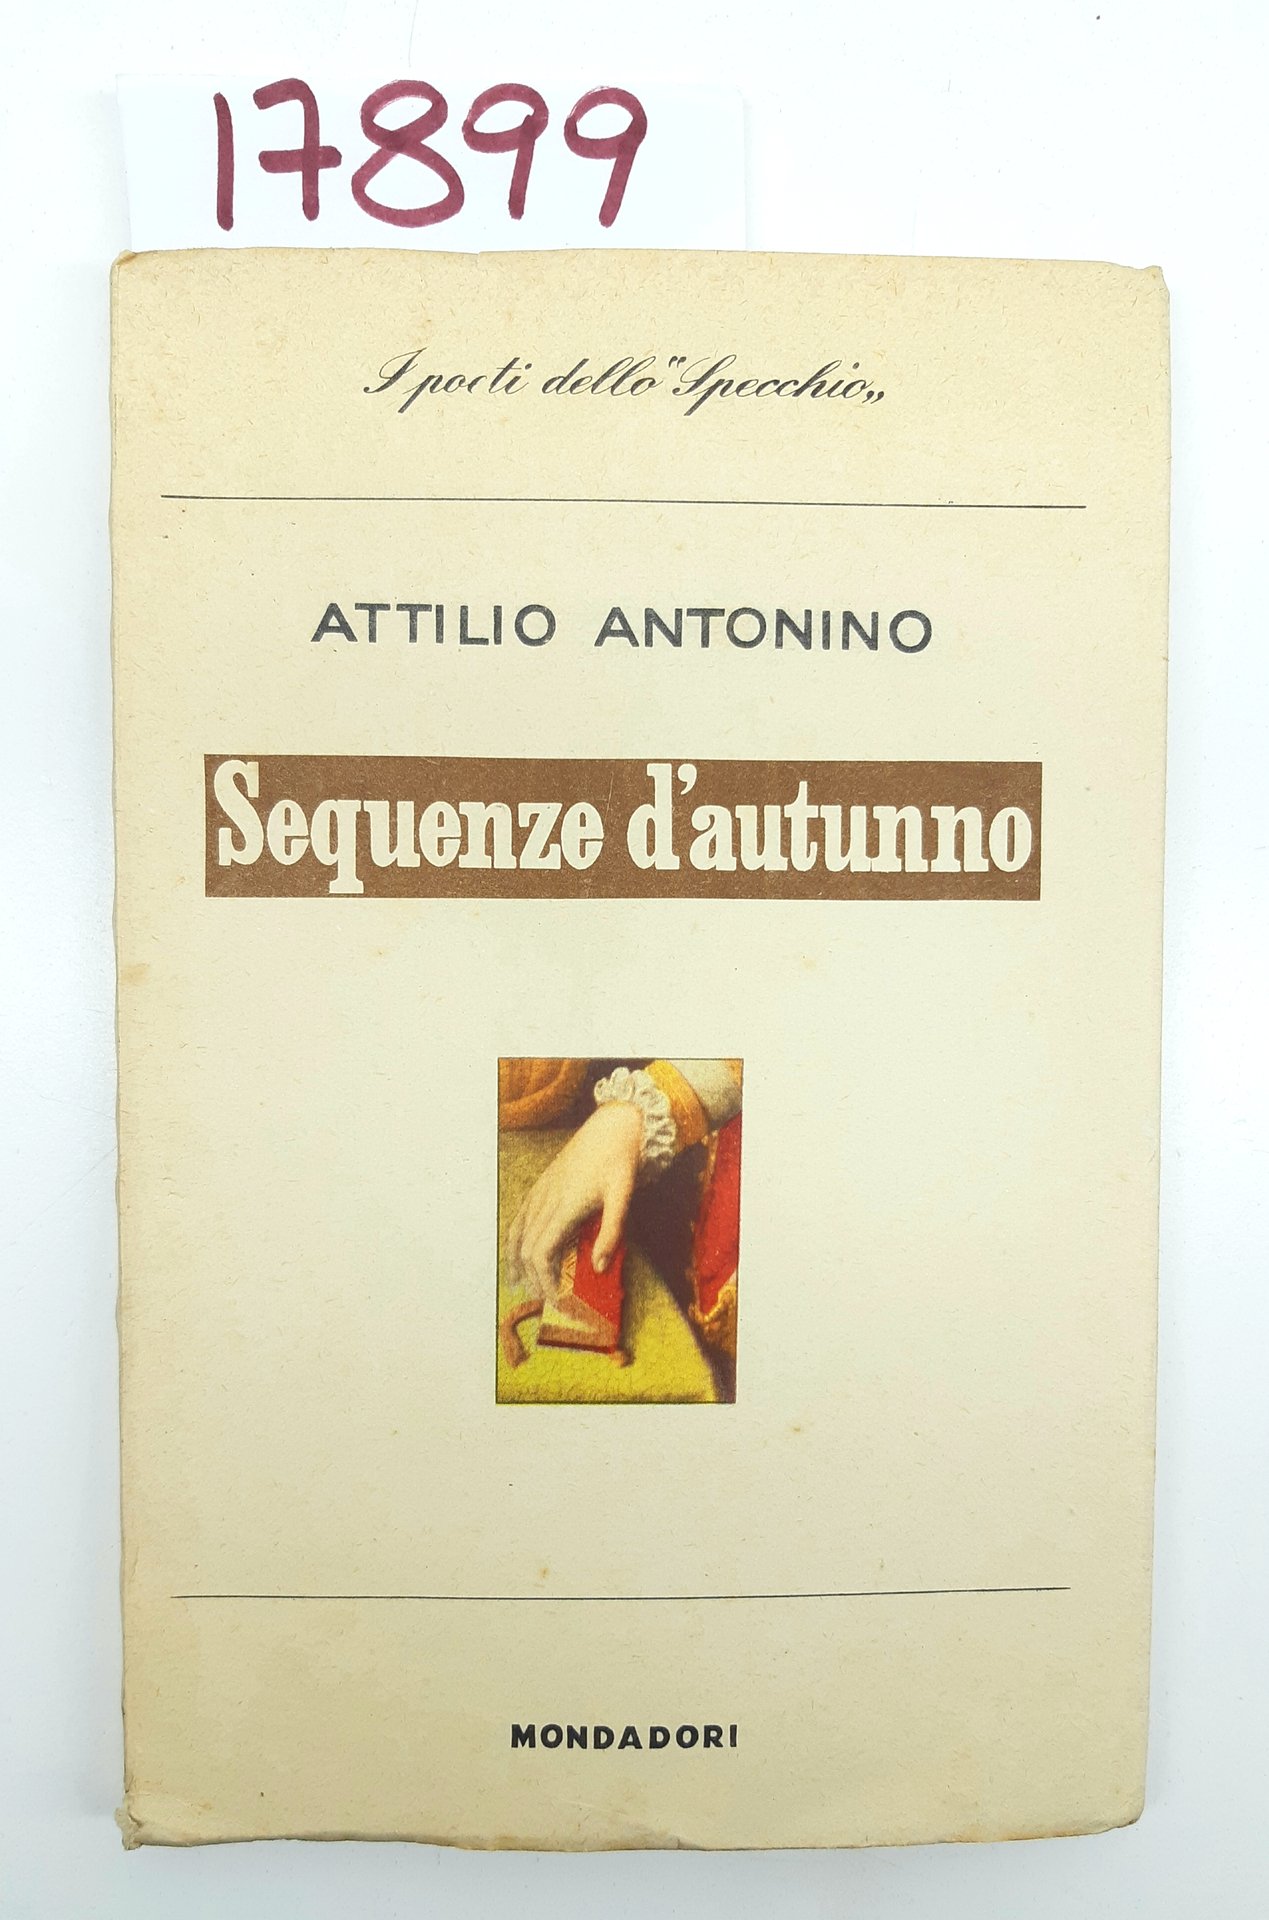 17899
I poeti dello "Specchio„
ATTILIO ANTONINO
Sequenze d'autunno
MONDADORI